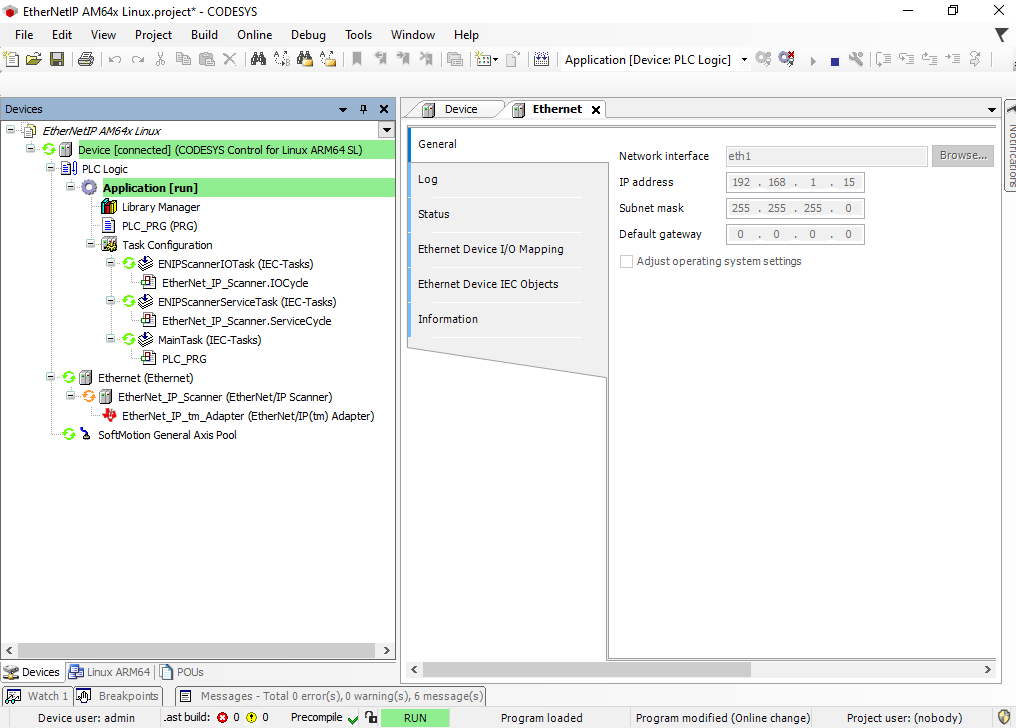 EtherNetIP AM64x Linux.project* - CODESYS
File Edit View Project Build Online Debug Tools Window Help
Application [Device: PLC Logic]
Devices
EtherNetIP AM64x Linux
Device [connected] (CODESYS Control for Linux ARM64 SL)
PLC Logic
Application [run]
Library Manager
PLC_PRG (PRG)
Task Configuration
ENIPScannerIOTask (IEC-Tasks)
EtherNet_IP_Scanner.IOCycle
ENIPScannerServiceTask (IEC-Tasks)
EtherNet_IP_Scanner.ServiceCycle
MainTask (IEC-Tasks)
PLC_PRG
Ethernet (Ethernet)
EtherNet_IP_Scanner (EtherNet/IP Scanner)
EtherNet_IP_tm_Adapter (EtherNet/IP(tm) Adapter)
SoftMotion General Axis Pool
Devices Linux ARM64 POUs
Device Ethernet
General
Log
Status
Ethernet Device I/O Mapping
Ethernet Device IEC Objects
Information
Network interface eth1 Browse...
IP address 192 . 168 . 1 . 15
Subnet mask 255 . 255 . 255 . 0
Default gateway 0 . 0 . 0 . 0
Adjust operating system settings
Notifications
Watch 1 Breakpoints Messages - Total 0 error(s), 0 warning(s), 6 message(s)
Device user: admin .ast build: 0 0 Precompile RUN Program loaded Program modified (Online change) Project user: (nobody)